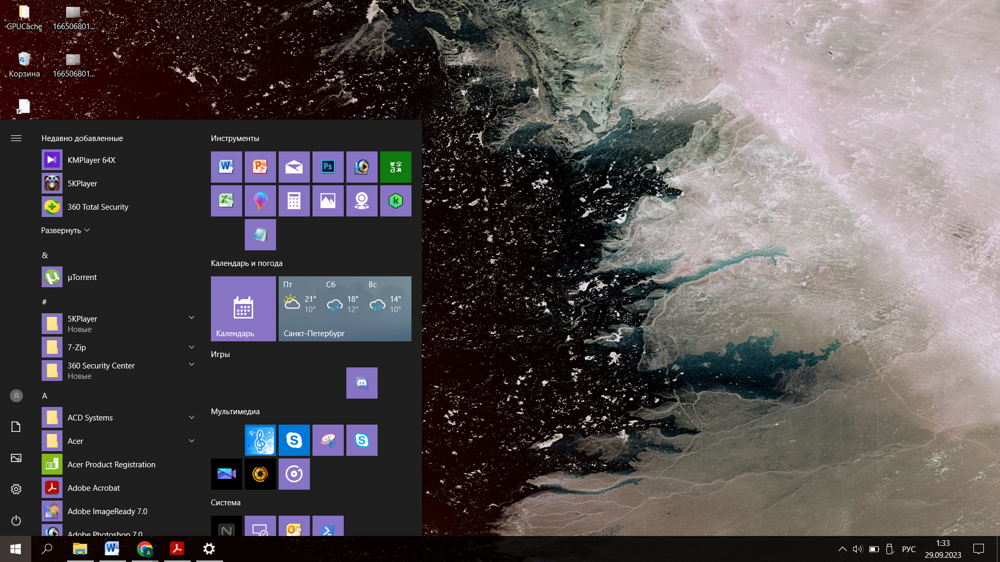 GPUCache
166506801...
Корзина
166506801...
Недавно добавленные
KMPlayer 64X
5KPlayer
360 Total Security
Развернуть
&
µTorrent
#
5KPlayer
Новые
7-Zip
360 Security Center
Новые
A
ACD Systems
Acer
Acer Product Registration
Adobe Acrobat
Adobe ImageReady 7.0
Adobe Photoshop 7.0
Инструменты
Ps
Календарь и погода
Календарь
Пт Сб Вс
21° 18° 14°
10° 12° 10°
Санкт-Петербург
Игры
Мультимедиа
Система
РУС
1:33
29.09.2023